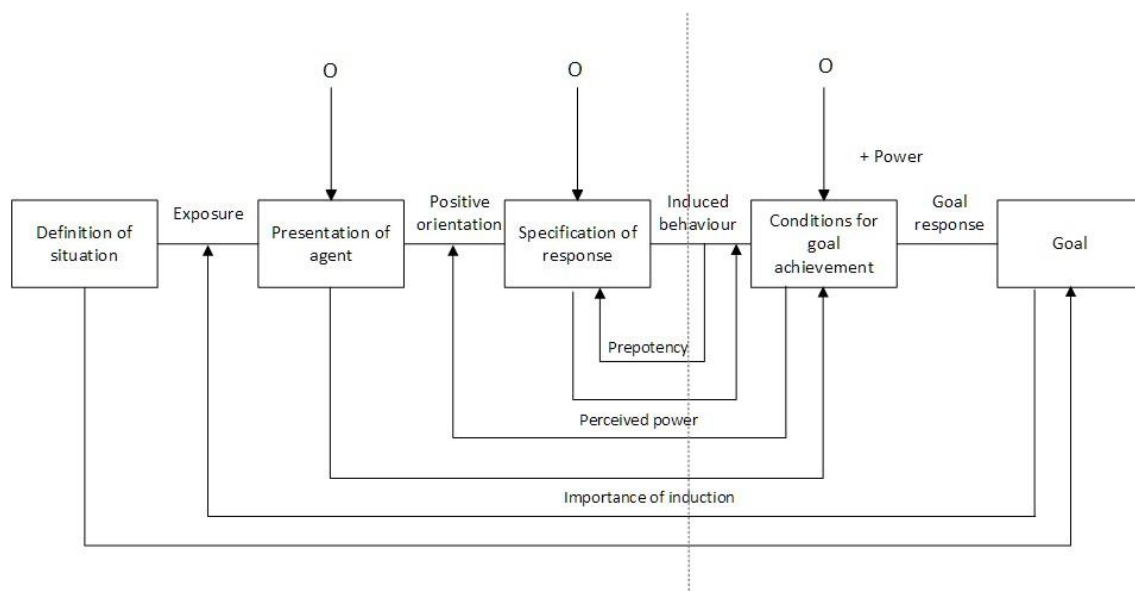 O
O
O
+ Power
Exposure
Positive
orientation
Induced
behaviour
Goal
response
Definition of
situation
Presentation of
agent
Specification of
response
Conditions for
goal
achievement
Goal
Prepotency
Perceived power
Importance of induction